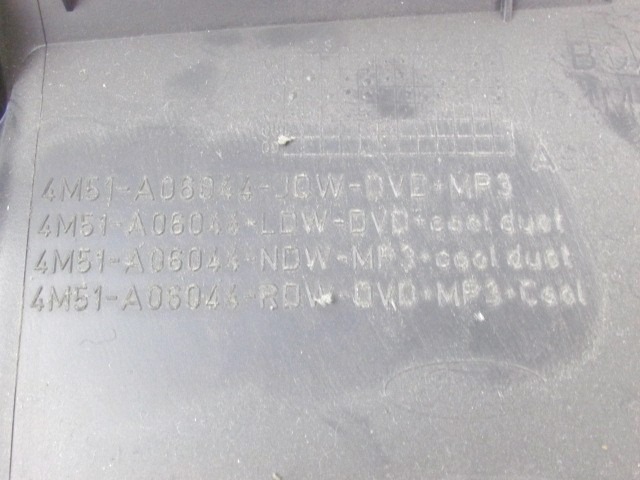 4M51-A06044-JDW-DVD+MP3
4M51-A06044-LDW-DVD+cool duct
4M51-A06044-NDW-MP3+cool duct
4M51-A06044-RDW-DVD+MP3+Cool